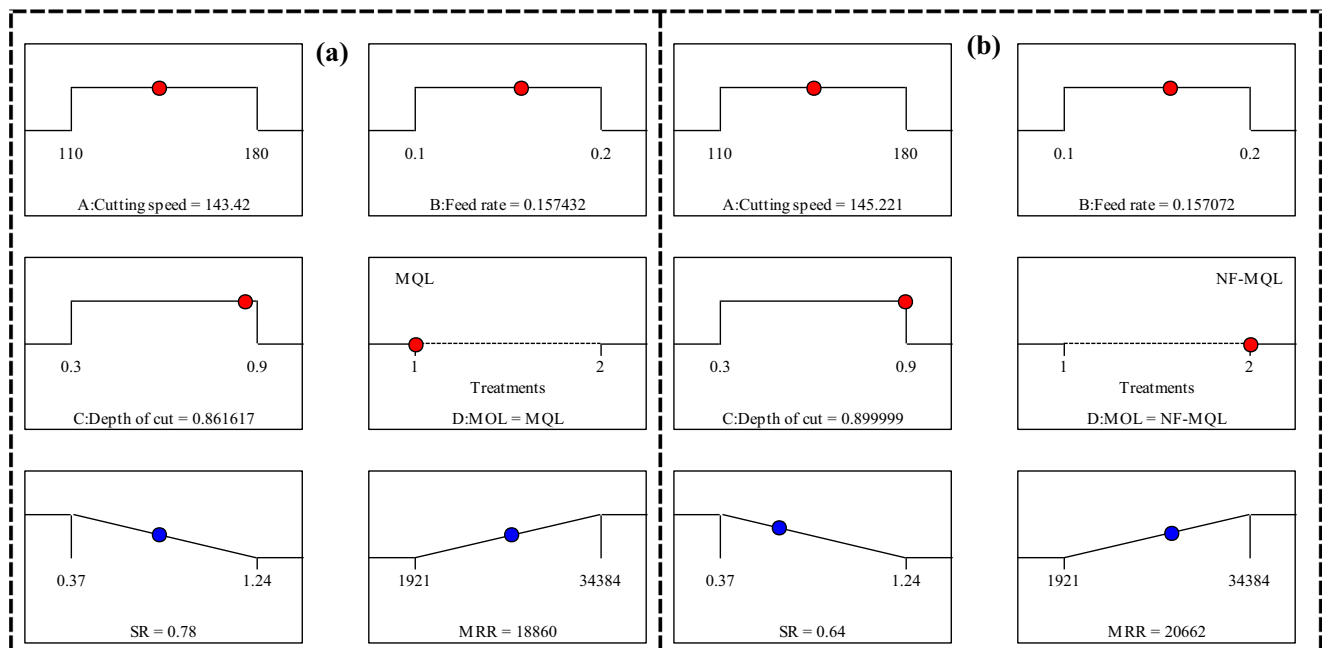 (a)
110 180
A:Cutting speed = 143.42
0.1 0.2
B:Feed rate = 0.157432
0.3 0.9
C:Depth of cut = 0.861617
MQL
1 2
Treatments
D:MOL = MQL
0.37 1.24
SR = 0.78
1921 34384
MRR = 18860
(b)
110 180
A:Cutting speed = 145.221
0.1 0.2
B:Feed rate = 0.157072
0.3 0.9
C:Depth of cut = 0.899999
NF-MQL
1 2
Treatments
D:MOL = NF-MQL
0.37 1.24
SR = 0.64
1921 34384
MRR = 20662